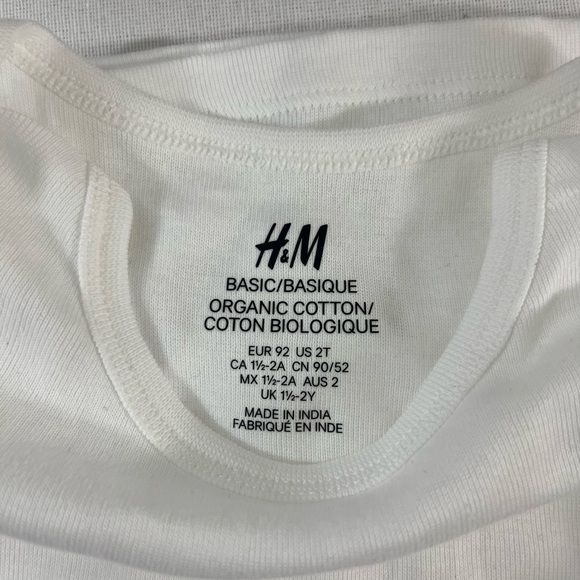 H&M
BASIC/BASIQUE
ORGANIC COTTON/
COTON BIOLOGIQUE
EUR 92 US 2T
CA 1½-2A CN 90/52
MX 1½-2A AUS 2
UK 1½-2Y
MADE IN INDIA
FABRIQUÉ EN INDE